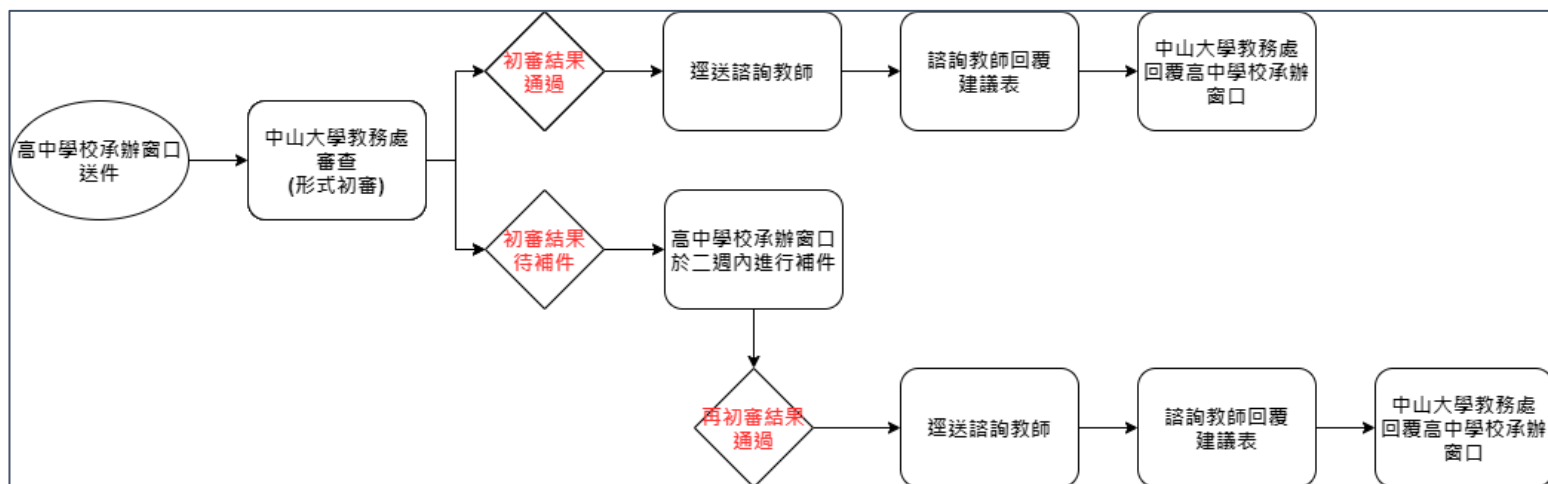 高中學校承辦窗口
送件
中山大學教務處
審查
(形式初審)
初審結果
通過
逕送諮詢教師
諮詢教師回覆
建議表
中山大學教務處
回覆高中學校承辦
窗口
初審結果
待補件
高中學校承辦窗口
於二週內進行補件
再初審結果
通過
逕送諮詢教師
諮詢教師回覆
建議表
中山大學教務處
回覆高中學校承辦
窗口